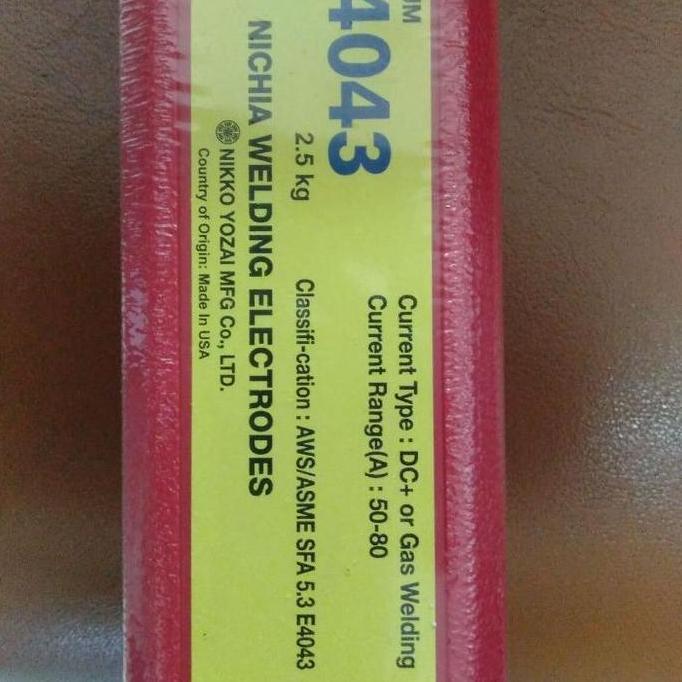 UM
4043
Current Type : DC+ or Gas Welding
Current Range(A) : 50-80
2.5 kg
Classifi-cation : AWS/ASME SFA 5.3 E4043
NICHIA WELDING ELECTRODES
NIKKO YOZAI MFG Co., LTD.
Country of Origin: Made In USA